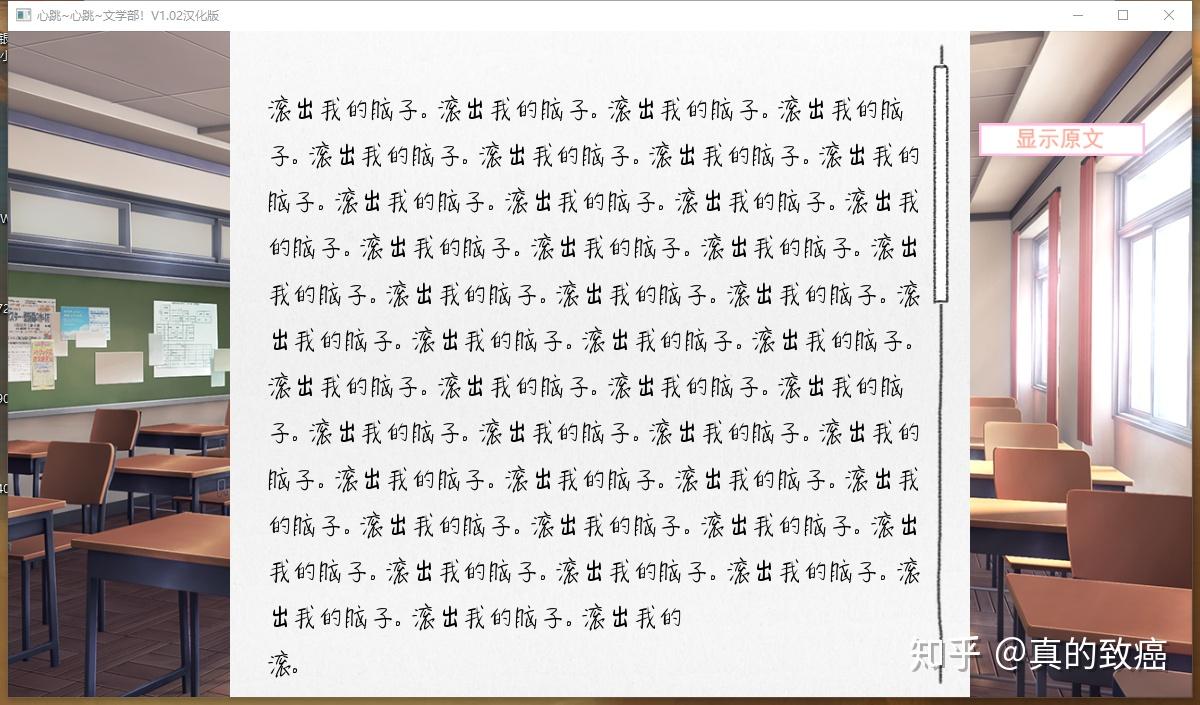 心跳~心跳~文学部！V1.02汉化版
滚出我的脑子。滚出我的脑子。滚出我的脑子。滚出我的脑
子。滚出我的脑子。滚出我的脑子。滚出我的脑子。滚出我的
脑子。滚出我的脑子。滚出我的脑子。滚出我的脑子。滚出我
的脑子。滚出我的脑子。滚出我的脑子。滚出我的脑子。滚出
我的脑子。滚出我的脑子。滚出我的脑子。滚出我的脑子。滚
出我的脑子。滚出我的脑子。滚出我的脑子。滚出我的脑子。
滚出我的脑子。滚出我的脑子。滚出我的脑子。滚出我的脑
子。滚出我的脑子。滚出我的脑子。滚出我的脑子。滚出我的
脑子。滚出我的脑子。滚出我的脑子。滚出我的脑子。滚出我
的脑子。滚出我的脑子。滚出我的脑子。滚出我的脑子。滚出
我的脑子。滚出我的脑子。滚出我的脑子。滚出我的脑子。滚
出我的脑子。滚出我的脑子。滚出我的
滚。
显示原文
知乎 @真的致癌